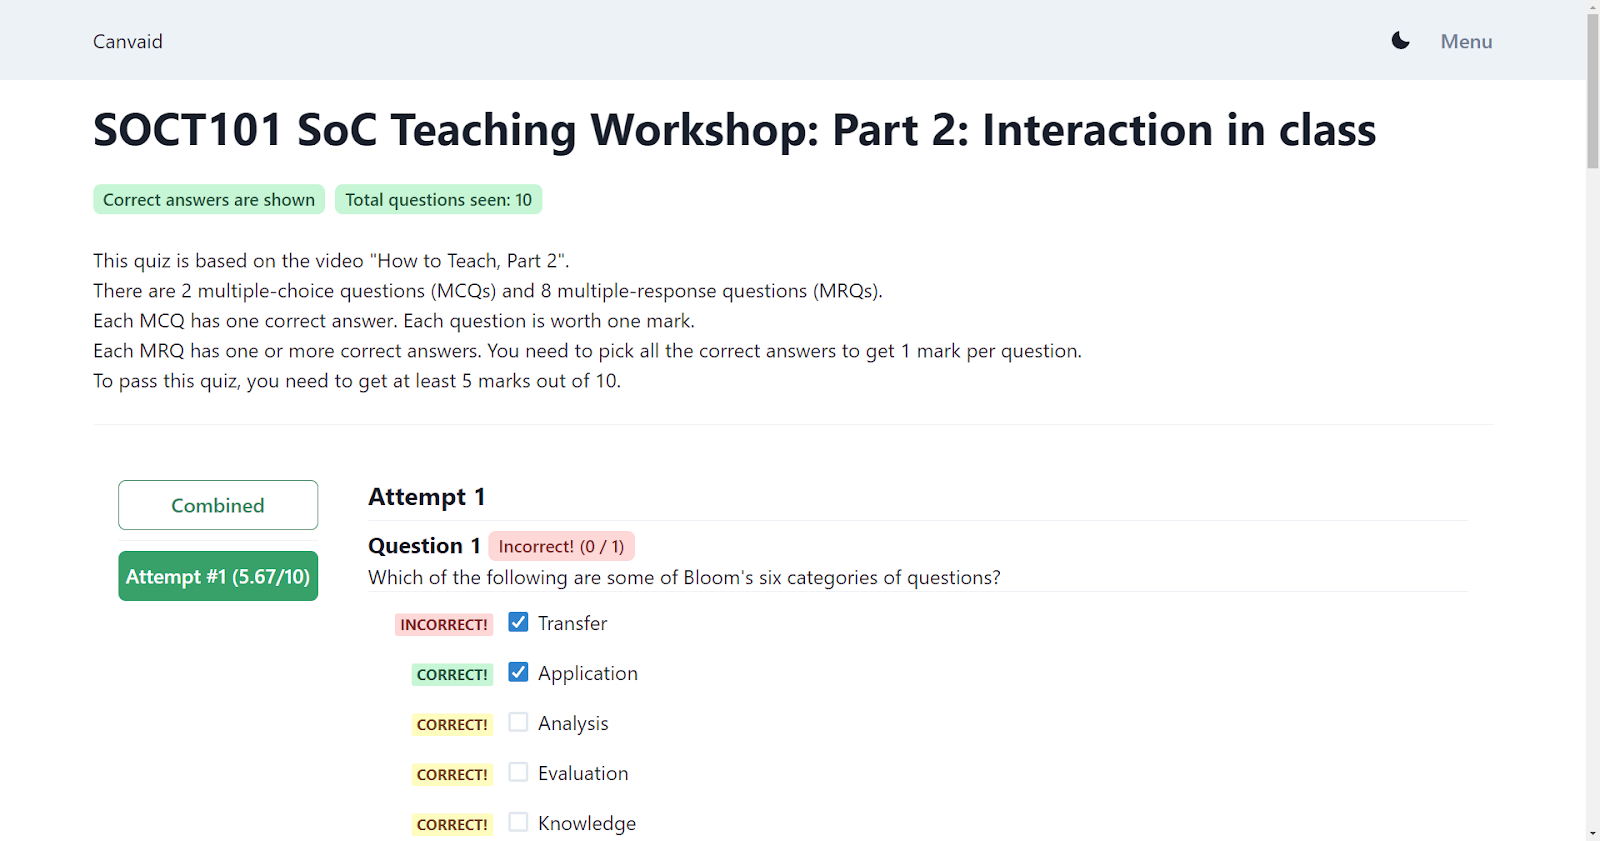 Canvaid
Menu
SOCT101 SoC Teaching Workshop: Part 2: Interaction in class
Correct answers are shown
Total questions seen: 10
This quiz is based on the video "How to Teach, Part 2".
There are 2 multiple-choice questions (MCQs) and 8 multiple-response questions (MRQs).
Each MCQ has one correct answer. Each question is worth one mark.
Each MRQ has one or more correct answers. You need to pick all the correct answers to get 1 mark per question.
To pass this quiz, you need to get at least 5 marks out of 10.
Combined
Attempt #1 (5.67/10)
Attempt 1
Question 1 Incorrect! (0 / 1)
Which of the following are some of Bloom's six categories of questions?
INCORRECT! Transfer
CORRECT! Application
CORRECT! Analysis
CORRECT! Evaluation
CORRECT! Knowledge